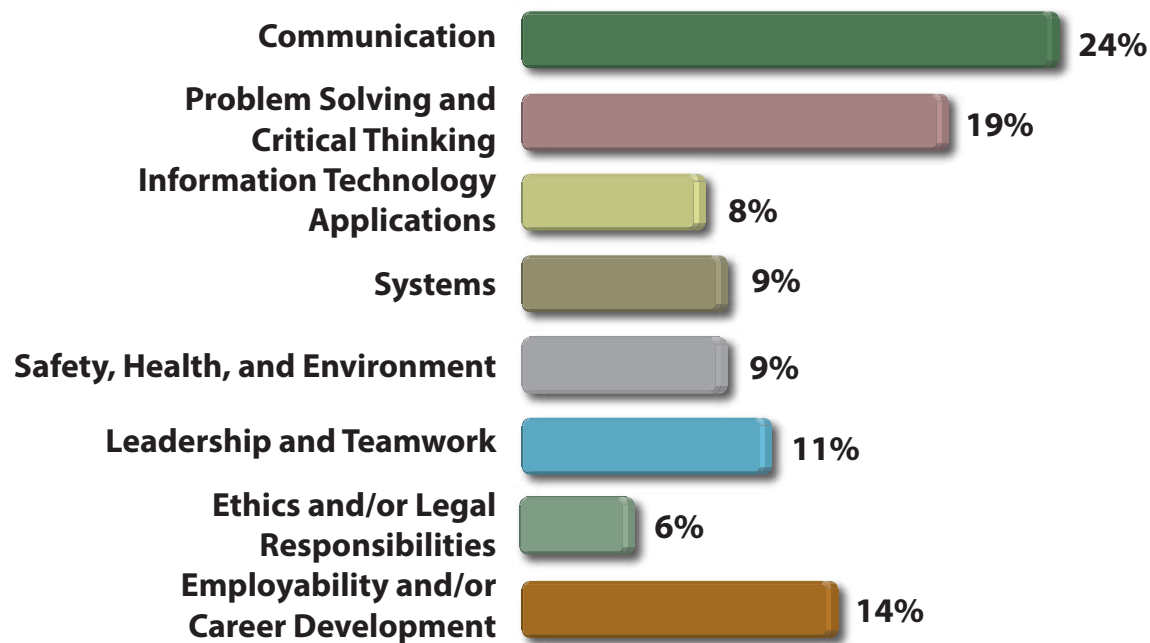 Communication
24%
Problem Solving and
Critical Thinking
19%
Information Technology
Applications
8%
Systems
9%
Safety, Health, and Environment
9%
Leadership and Teamwork
11%
Ethics and/or Legal
Responsibilities
6%
Employability and/or
Career Development
14%